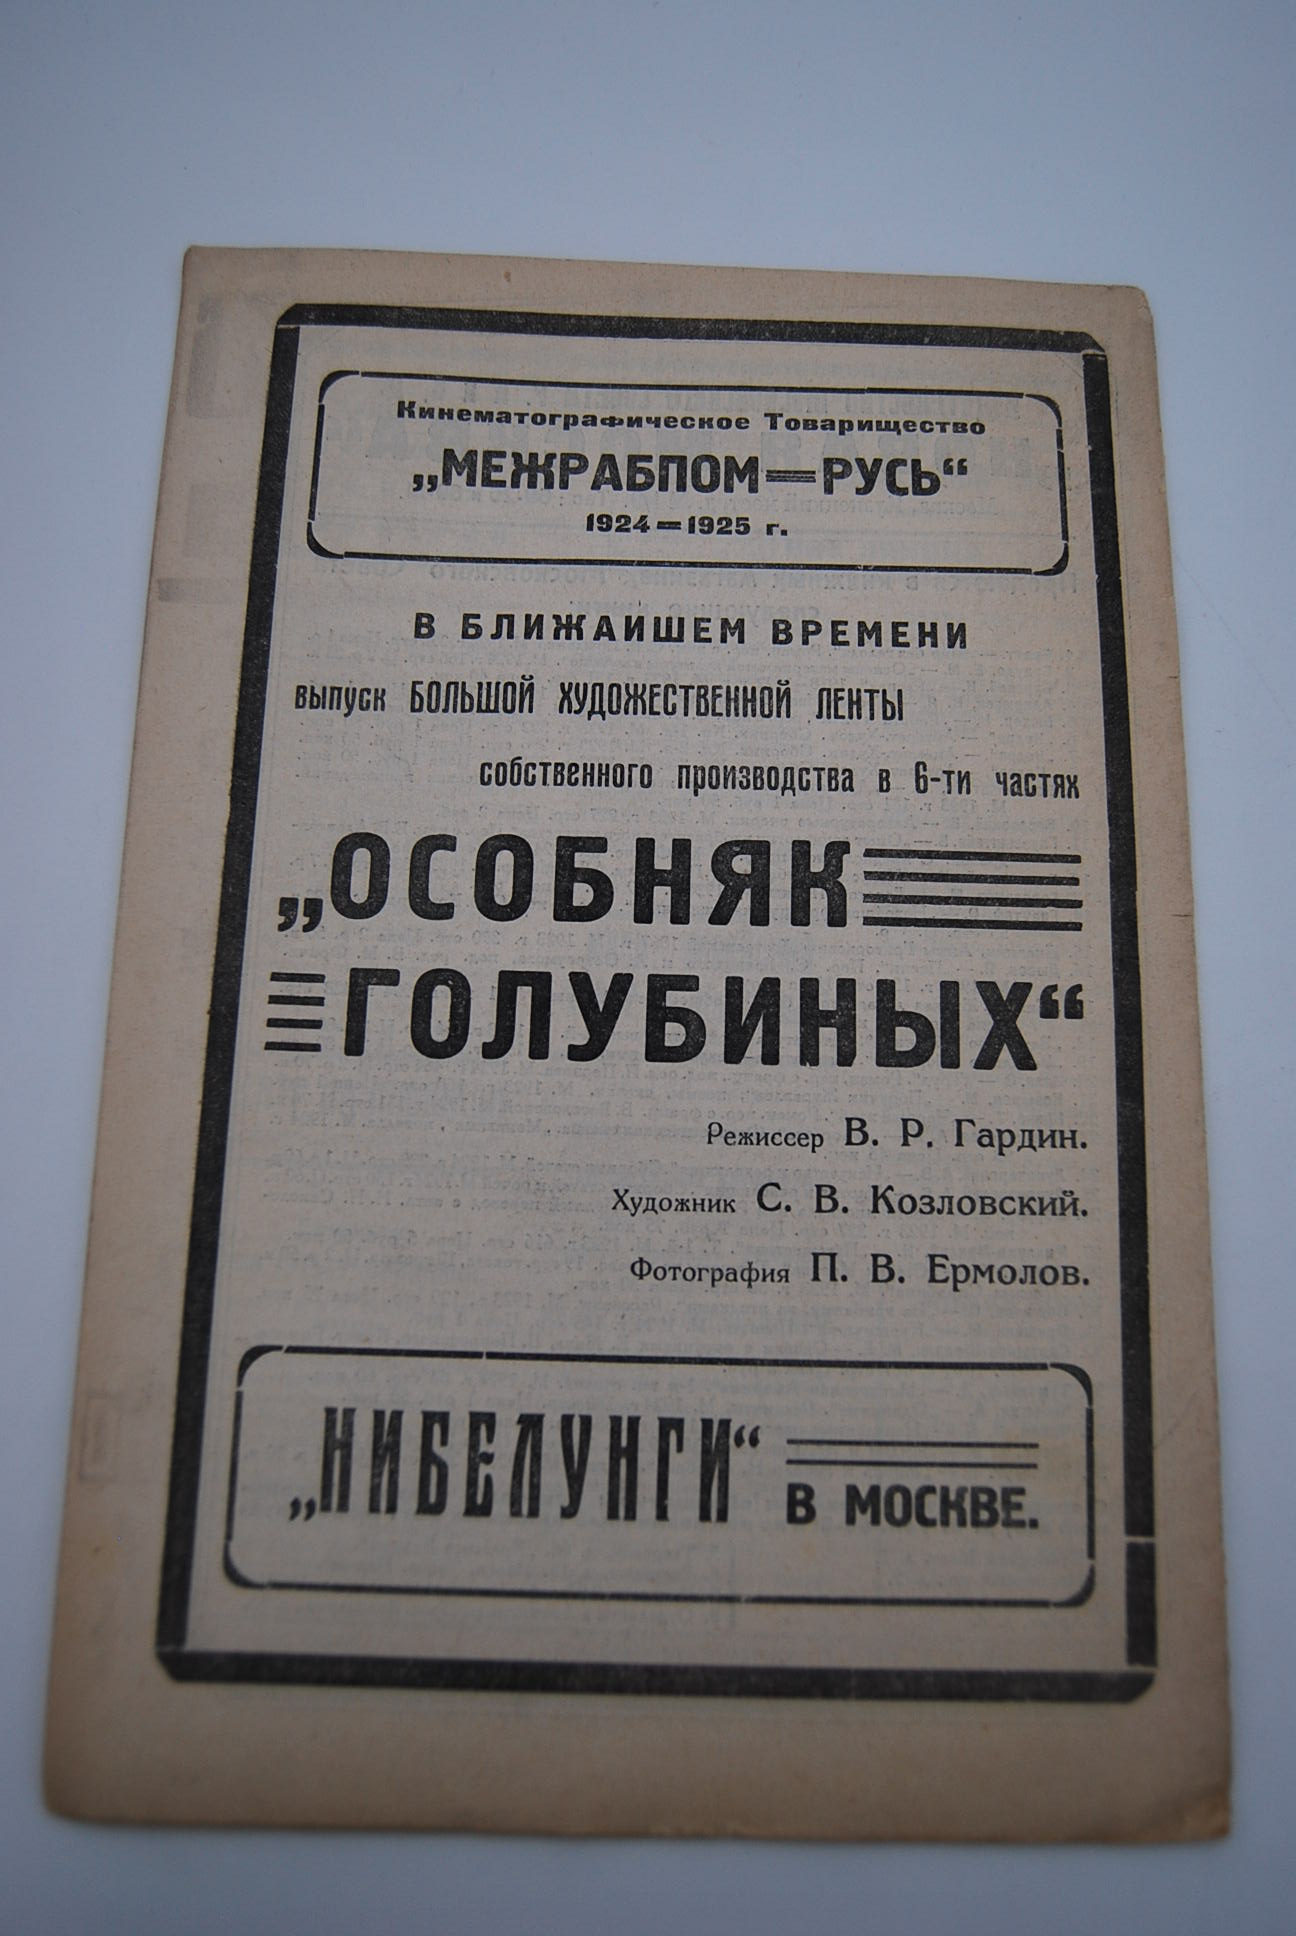 Кинематографическое Товарищество
„МЕЖРАБПОМ=РУСЬ“
1924=1925 г.
В БЛИЖАИШЕМ ВРЕМЕНИ
выпуск БОЛЬШОЙ ХУДОЖЕСТВЕННОЙ ЛЕНТЫ
собственного производства в 6-ти частях
„ОСОБНЯК
ГОЛУБИНЫХ“
Режиссер В. Р. Гардин.
Художник С. В. Козловский.
Фотография П. В. Ермолов.
„НИБЕЛУНГИ“
В МОСКВЕ.